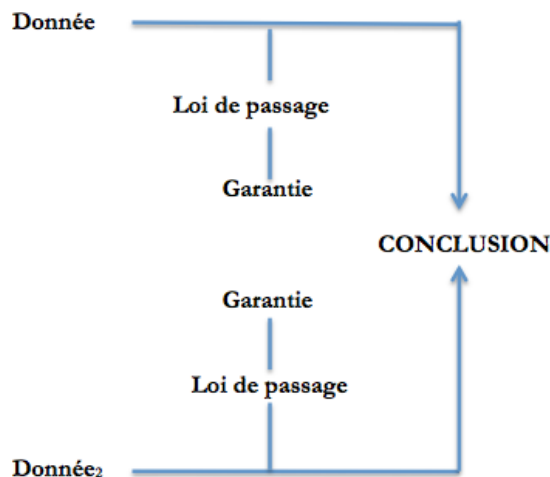 Donnée
Loi de passage
Garantie
CONCLUSION
Garantie
Loi de passage
Donnée₂